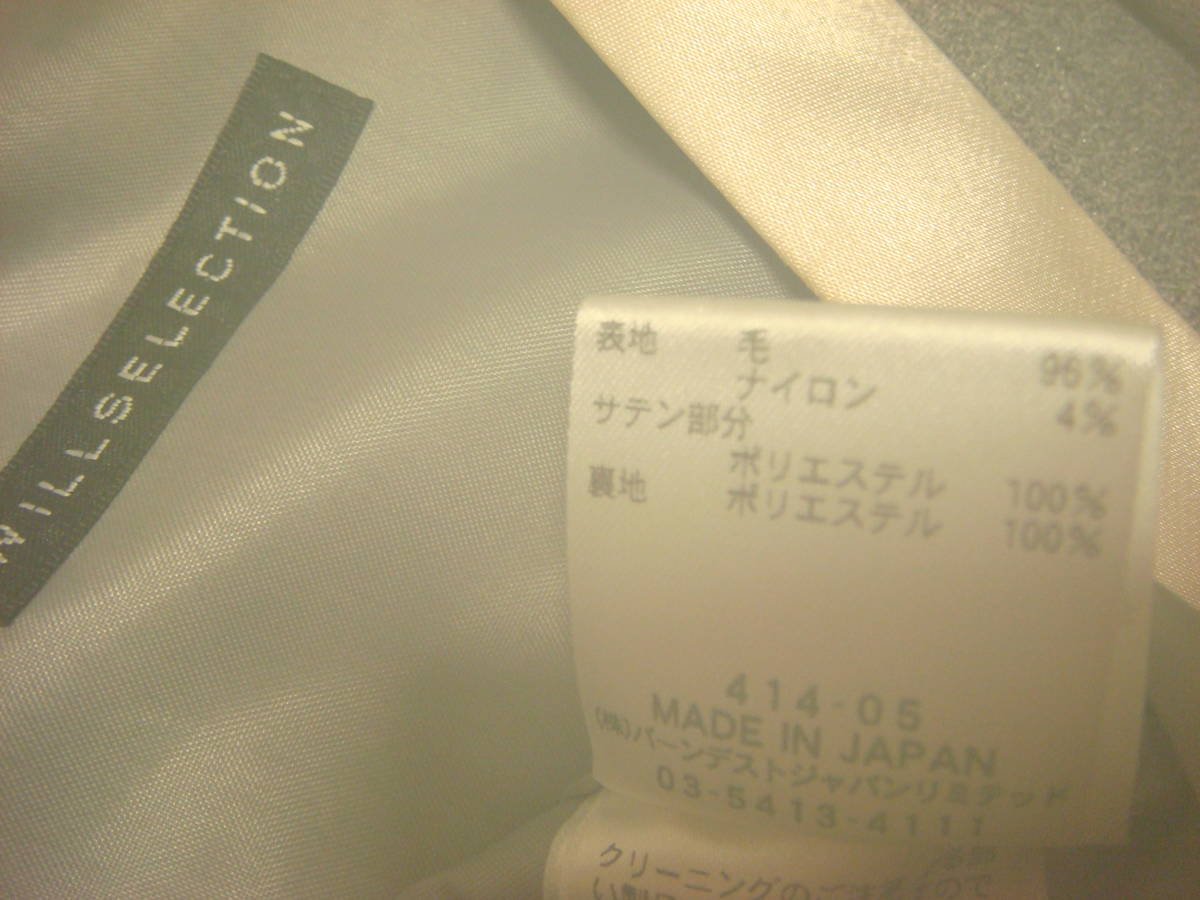 WILLSELECTION
表地 毛 96%
ナイロン 4%
サテン部分
ポリエステル 100%
裏地 ポリエステル 100%
414-05
MADE IN JAPAN
(株)バーンデストジャパンリミテッド
03-5413-4111
クリーニングの